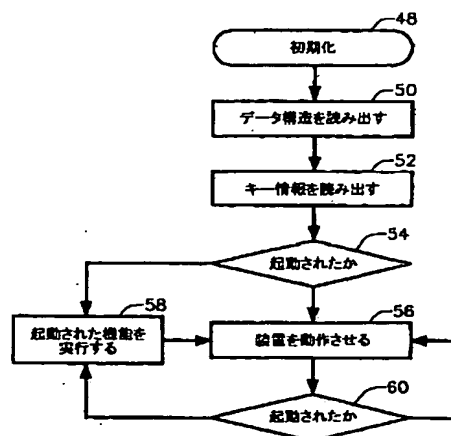 48
初期化
50
データ構造を読み出す
52
キー情報を読み出す
54
起動されたか
58
起動された機能を
実行する
56
装置を動作させる
60
起動されたか